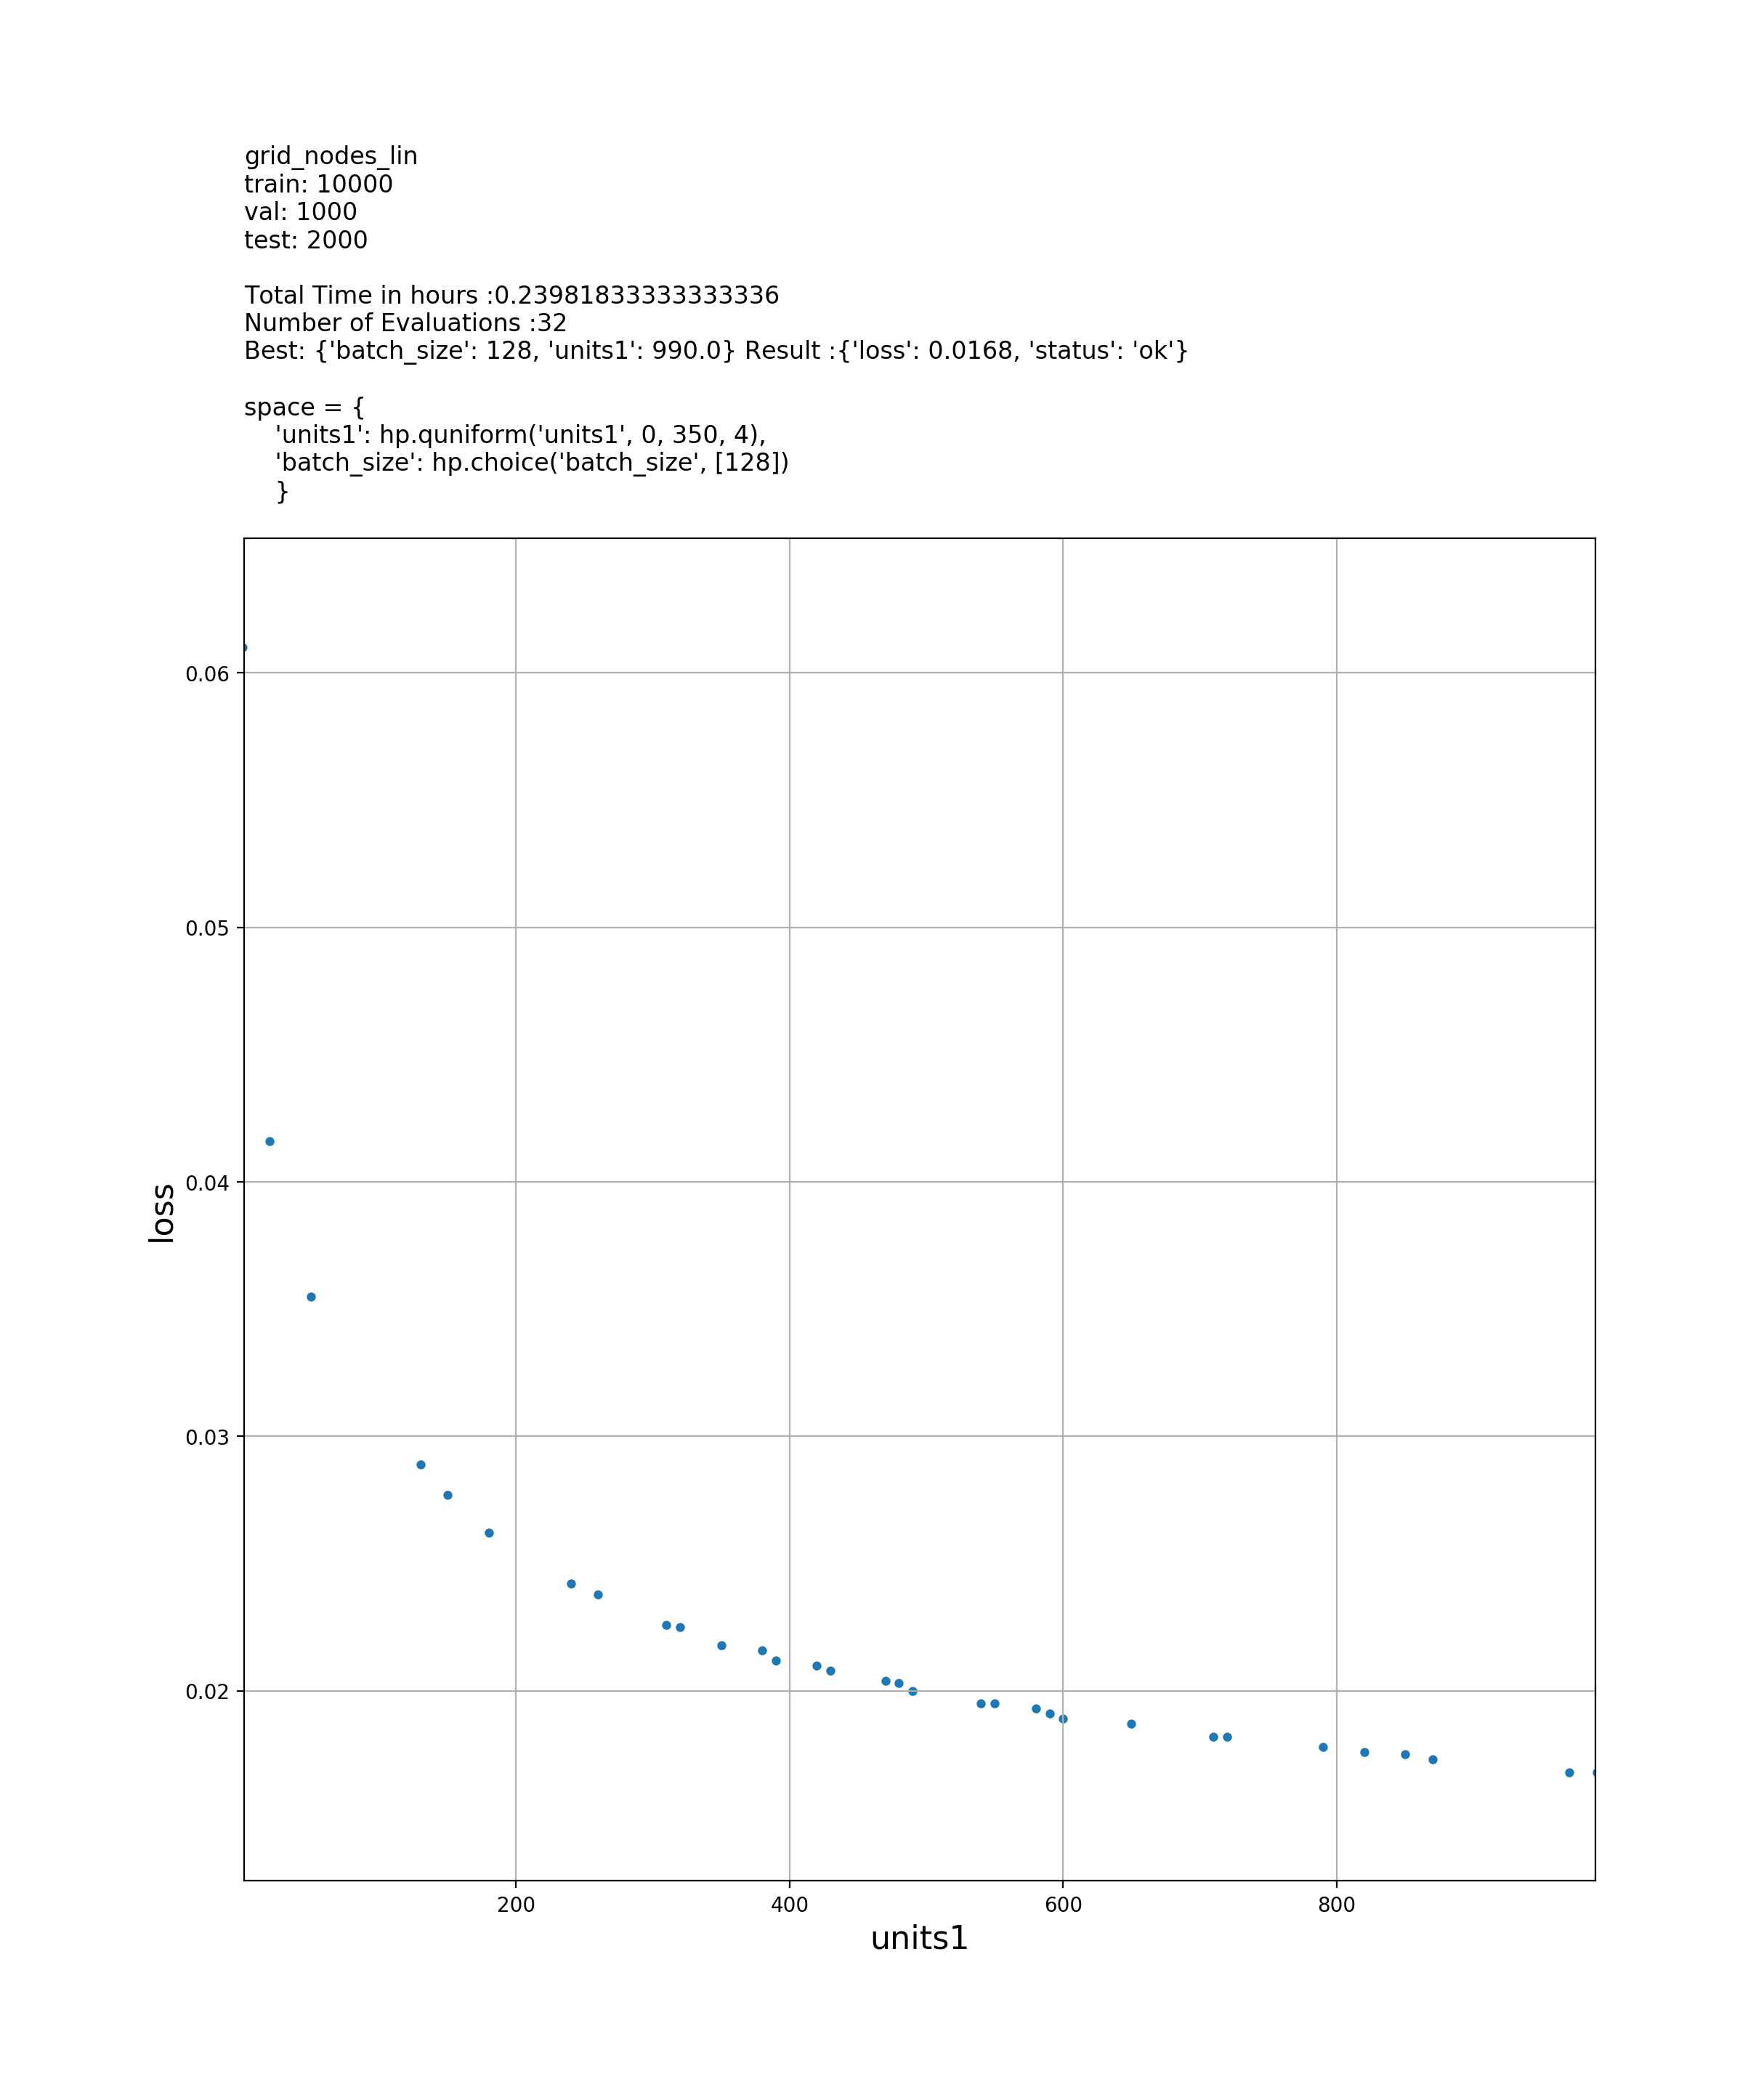 grid_nodes_lin
train: 10000
val: 1000
test: 2000
Total Time in hours :0.23981833333333336
Number of Evaluations :32
Best: {'batch_size': 128, 'units1': 990.0} Result :{'loss': 0.0168, 'status': 'ok'}
space = {
    'units1': hp.quniform('units1', 0, 350, 4),
    'batch_size': hp.choice('batch_size', [128])
    }
0.06
0.05
0.04
0.03
0.02
loss
200 400 600 800
units1